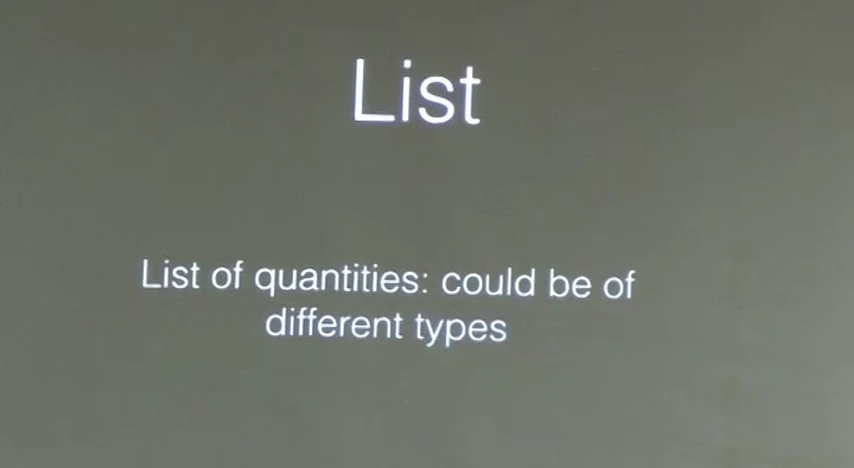 List
List of quantities: could be of
different types